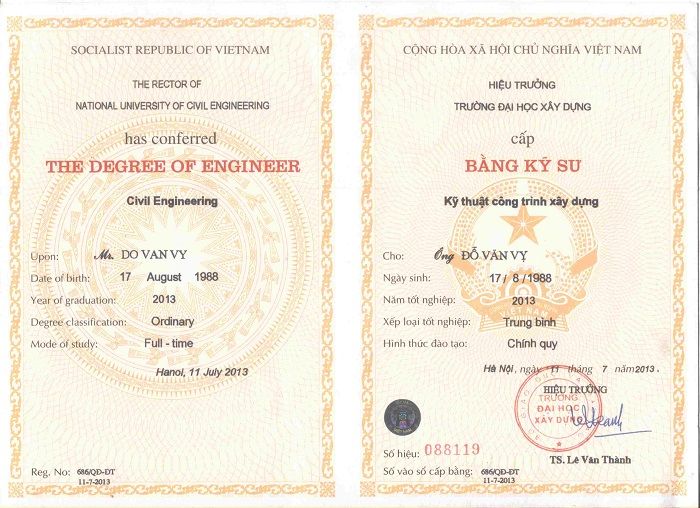 SOCIALIST REPUBLIC OF VIETNAM
THE RECTOR OF
NATIONAL UNIVERSITY OF CIVIL ENGINEERING
has conferred
THE DEGREE OF ENGINEER
Civil Engineering
Upon: Mr. DO VAN VY
Date of birth: 17 August 1988
Year of graduation: 2013
Degree classification: Ordinary
Mode of study: Full - time
Hanoi, 11 July 2013
Reg. No: 686/QĐ-ĐT
11-7-2013
CỘNG HÒA XÃ HỘI CHỦ NGHĨA VIỆT NAM
HIỆU TRƯỞNG
TRƯỜNG ĐẠI HỌC XÂY DỰNG
cấp
BẰNG KỸ SƯ
Kỹ thuật công trình xây dựng
Cho: Ông ĐỖ VĂN VỴ
Ngày sinh: 17 / 8 / 1988
Năm tốt nghiệp: 2013
Xếp loại tốt nghiệp: Trung bình
Hình thức đào tạo: Chính quy
Hà Nội, ngày 11 tháng 7 năm 2013.
HIỆU TRƯỞNG
TRƯỜNG
ĐẠI HỌC
XÂY DỰNG
Số hiệu: 088119
TS. Lê Văn Thành
Số vào sổ cấp bằng: 686/QĐ-ĐT
11-7-2013